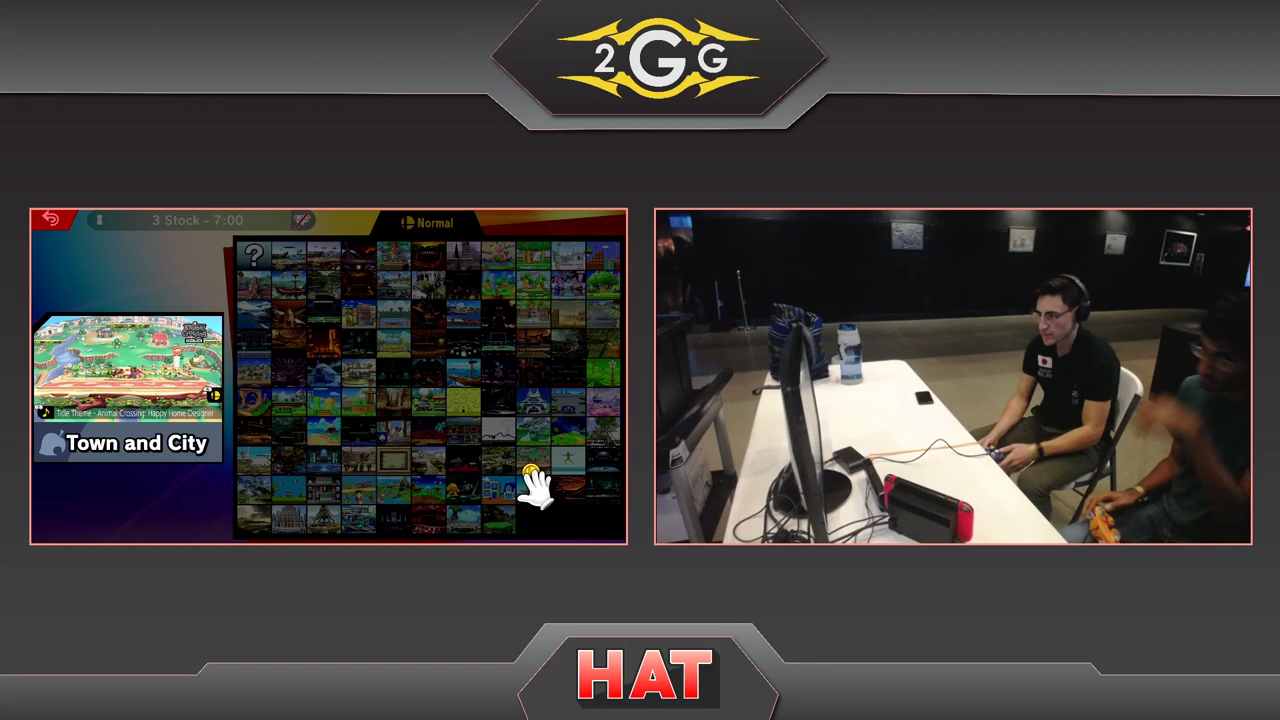 2GG
3 Stock - 7:00
Normal
?
Title Theme - Animal Crossing: Happy Home Designer
Town and City
HAT